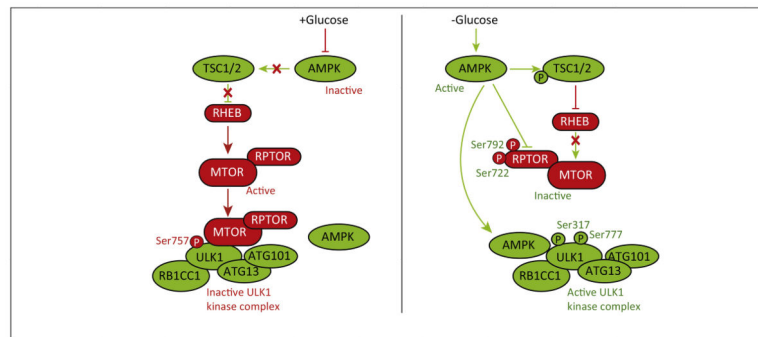 +Glucose
TSC1/2
AMPK
Inactive
RHEB
RPTOR
MTOR
Active
RPTOR
MTOR
Ser757
P
AMPK
ULK1
ATG101
RB1CC1
ATG13
Inactive ULK1
kinase complex
-Glucose
AMPK
TSC1/2
P
Active
RHEB
Ser792
P
P
RPTOR
Ser722
MTOR
Inactive
Ser317
Ser777
P
P
AMPK
ULK1
ATG101
RB1CC1
ATG13
Active ULK1
kinase complex